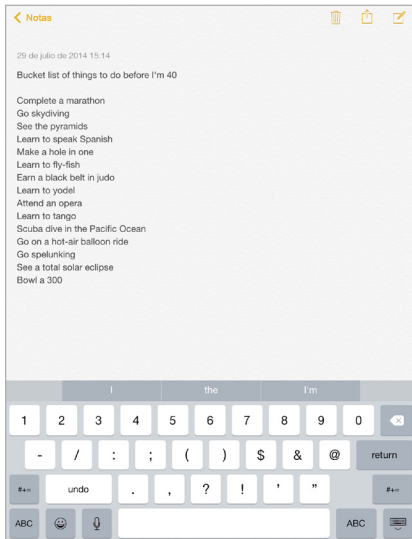 Notas
29 de julio de 2014 15:14
Bucket list of things to do before I'm 40
Complete a marathon
Go skydiving
See the pyramids
Learn to speak Spanish
Make a hole in one
Learn to fly-fish
Earn a black belt in judo
Learn to yodel
Attend an opera
Learn to tango
Scuba dive in the Pacific Ocean
Go on a hot-air balloon ride
Go spelunking
See a total solar eclipse
Bowl a 300
I the I'm
1 2 3 4 5 6 7 8 9 0
- / : ; ( ) $ & @ return
#+= undo . , ? ! ' " #+=
ABC ABC